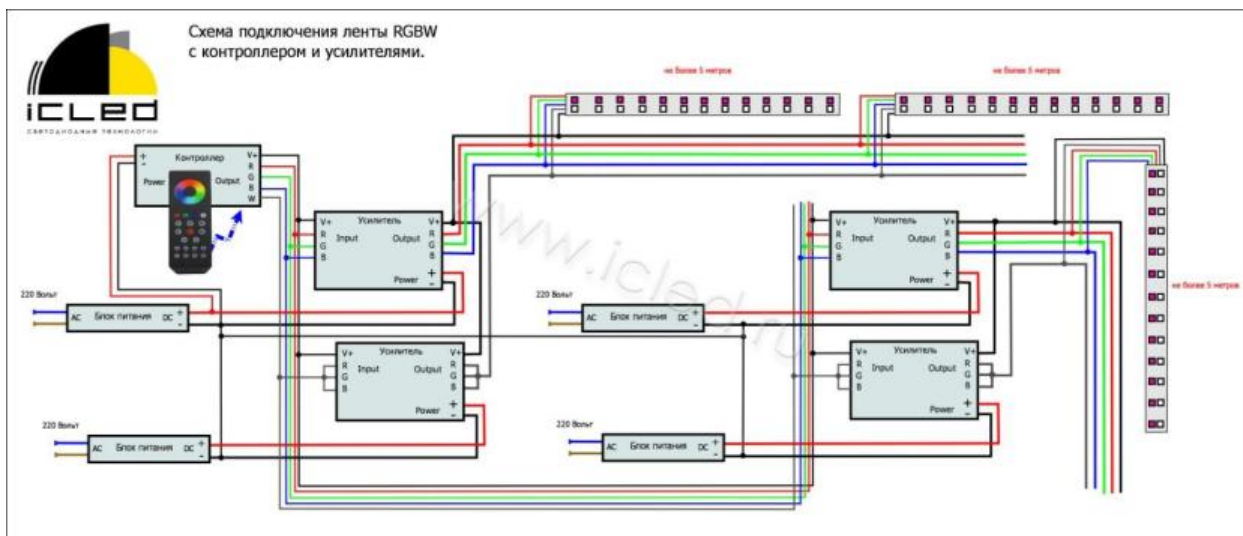 Схема подключения ленты RGBW
с контроллером и усилителями.
iCLED
СВЕТОДИОДНЫЕ ТЕХНОЛОГИИ
не более 5 метров
не более 5 метров
+ Контроллер V+
- R
Power Output G
B
W
Усилитель
V+ V+
R Input Output R
G G
B B
Power +
-
Усилитель
V+ V+
R Input Output R
G G
B B
Power +
-
не более 5 метров
220 Вольт
AC Блок питания DC +
-
220 Вольт
AC Блок питания DC +
-
Усилитель
V+ V+
R Input Output R
G G
B B
Power +
-
Усилитель
V+ V+
R Input Output R
G G
B B
Power +
-
220 Вольт
AC Блок питания DC +
-
220 Вольт
AC Блок питания DC +
-
www.icled.ru